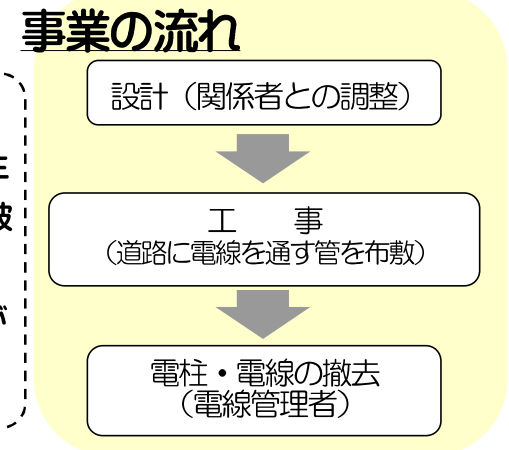 事業の流れ
設計（関係者との調整）
工　事
（道路に電線を通す管を布敷）
電柱・電線の撤去
（電線管理者）